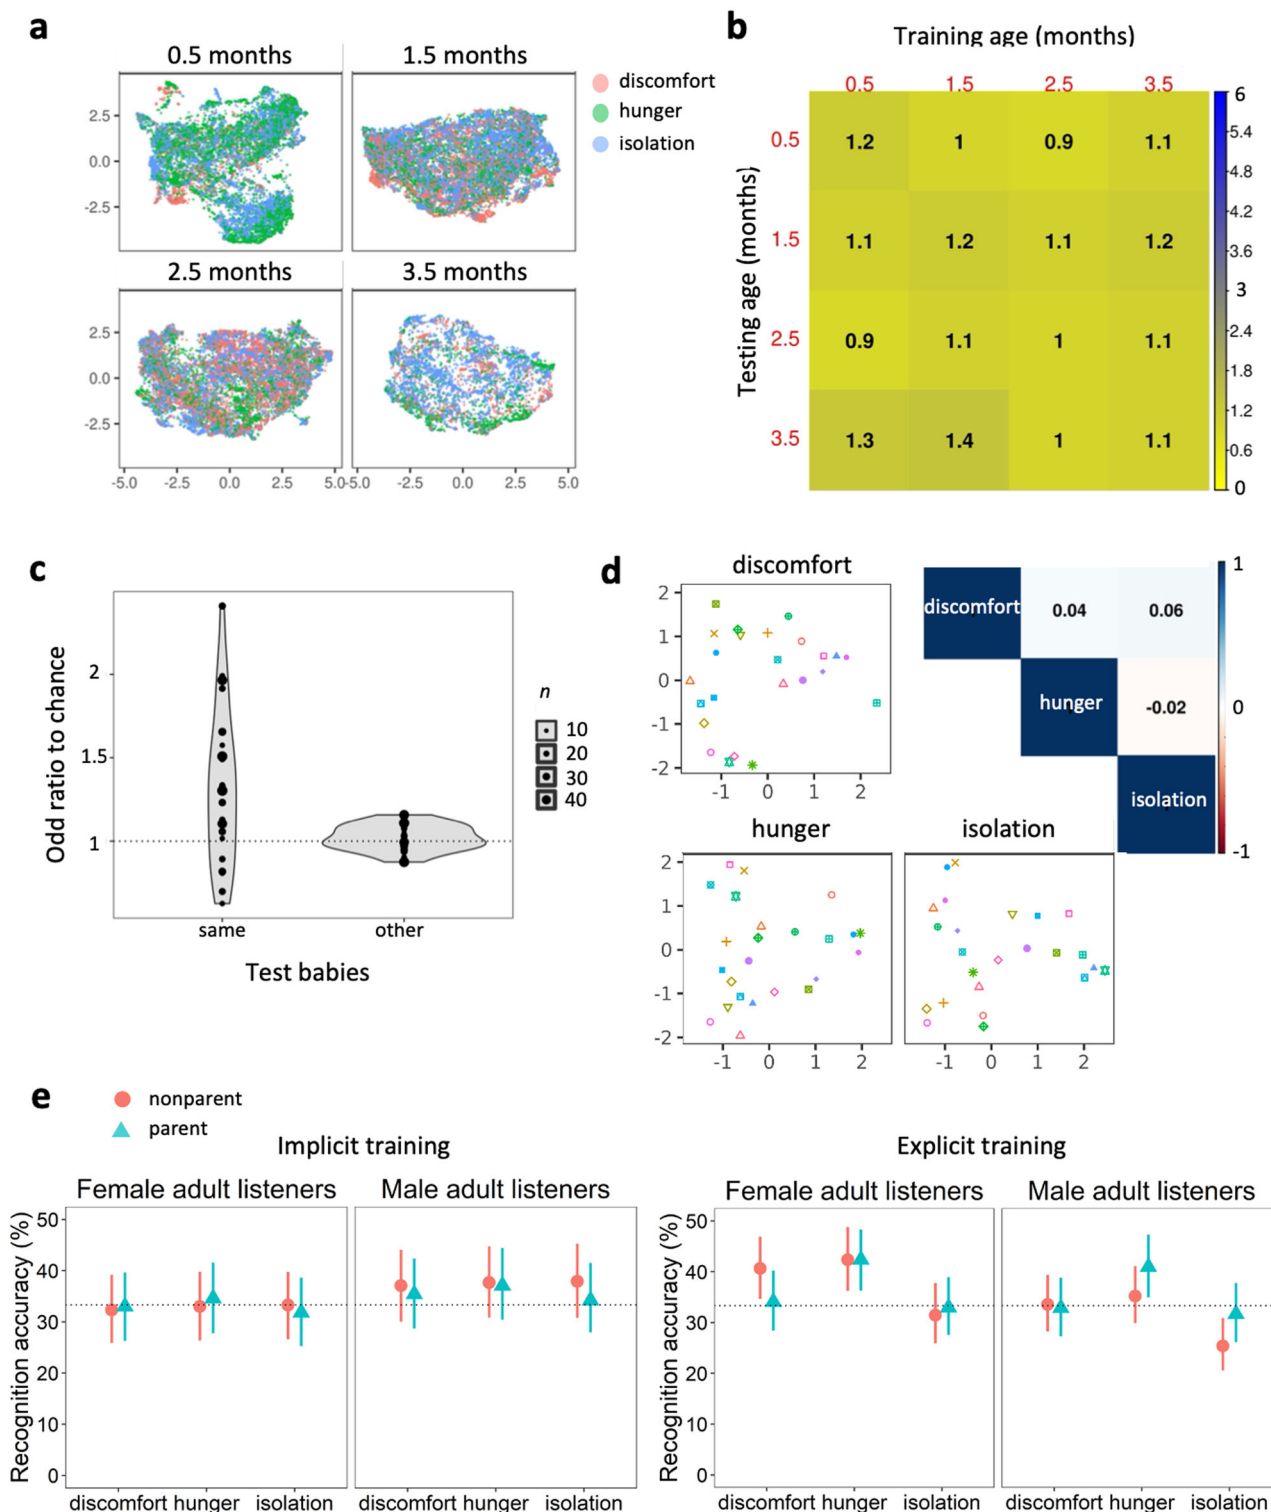 a
0.5 months
1.5 months
discomfort
hunger
isolation
2.5
0.0
-2.5
2.5 months
3.5 months
2.5
0.0
-2.5
-5.0 -2.5 0.0 2.5 5.0 -5.0 -2.5 0.0 2.5 5.0
b
Training age (months)
0.5 1.5 2.5 3.5
Testing age (months)
0.5 1.2 1 0.9 1.1
1.5 1.1 1.2 1.1 1.2
2.5 0.9 1.1 1 1.1
3.5 1.3 1.4 1 1.1
6
5.4
4.8
4.2
3.6
3
2.4
1.8
1.2
0.6
0
c
Odd ratio to chance
2
1.5
1
same other
Test babies
n
10
20
30
40
d
discomfort
2
1
0
-1
-2
-1 0 1 2
discomfort 0.04 0.06
hunger -0.02
isolation
1
0
-1
hunger
isolation
2
1
0
-1
-2
-1 0 1 2
-1 0 1 2
e
nonparent
parent
Implicit training
Female adult listeners
Male adult listeners
Recognition accuracy (%)
50
40
30
20
10
0
discomfort hunger isolation
discomfort hunger isolation
Explicit training
Female adult listeners
Male adult listeners
Recognition accuracy (%)
50
40
30
20
10
0
discomfort hunger isolation
discomfort hunger isolation